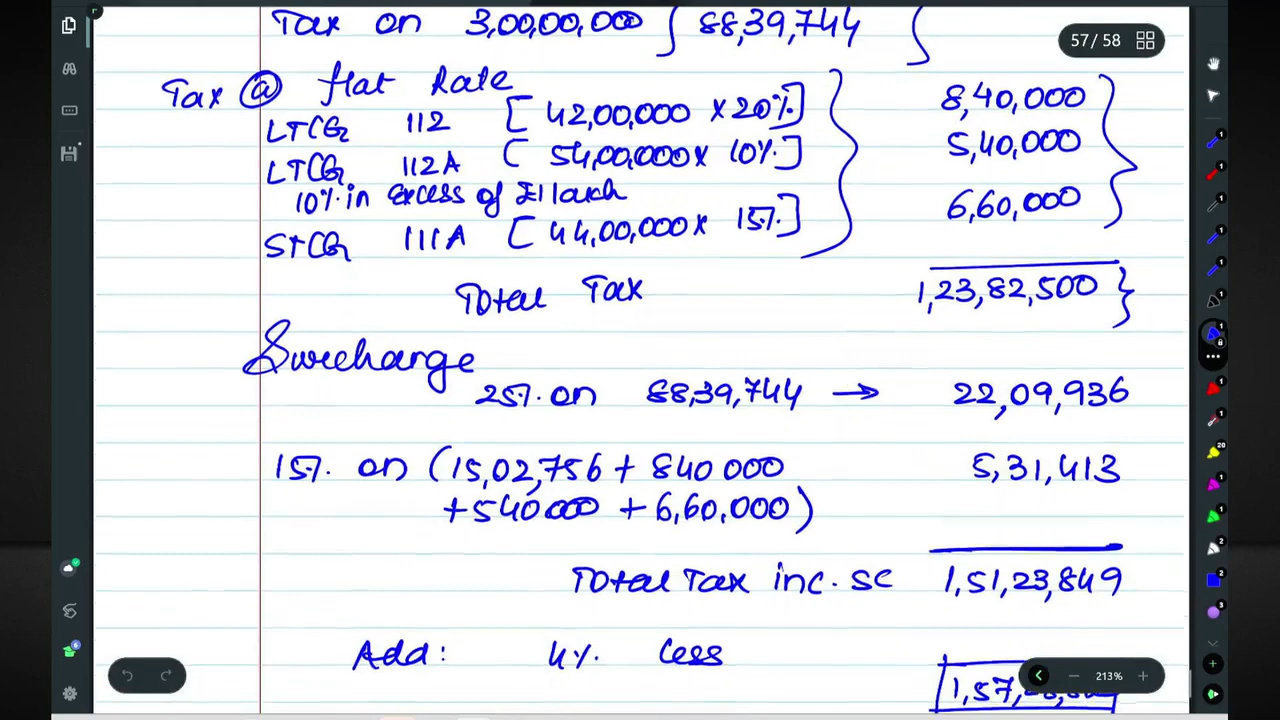 Tax on 3,00,00,000 88,39,744
57 / 58
Tax @ flat Rate
LTCG 112 [ 42,00,000 × 20%] 8,40,000
LTCG 112A ( 54,00,000 × 10%.] 5,40,000
10%. in excess of ₹1 lakh
STCG 111A [ 44,00,000 × 15%.] 6,60,000
Total Tax 1,23,82,500
Surcharge
25%. on 88,39,744 → 22,09,936
15%. on (15,02,756 + 840 000 5,31,413
+540000 + 6,60,000)
Total Tax inc. SC 1,51,23,849
Add: 4%. Cess
1,57,
213%